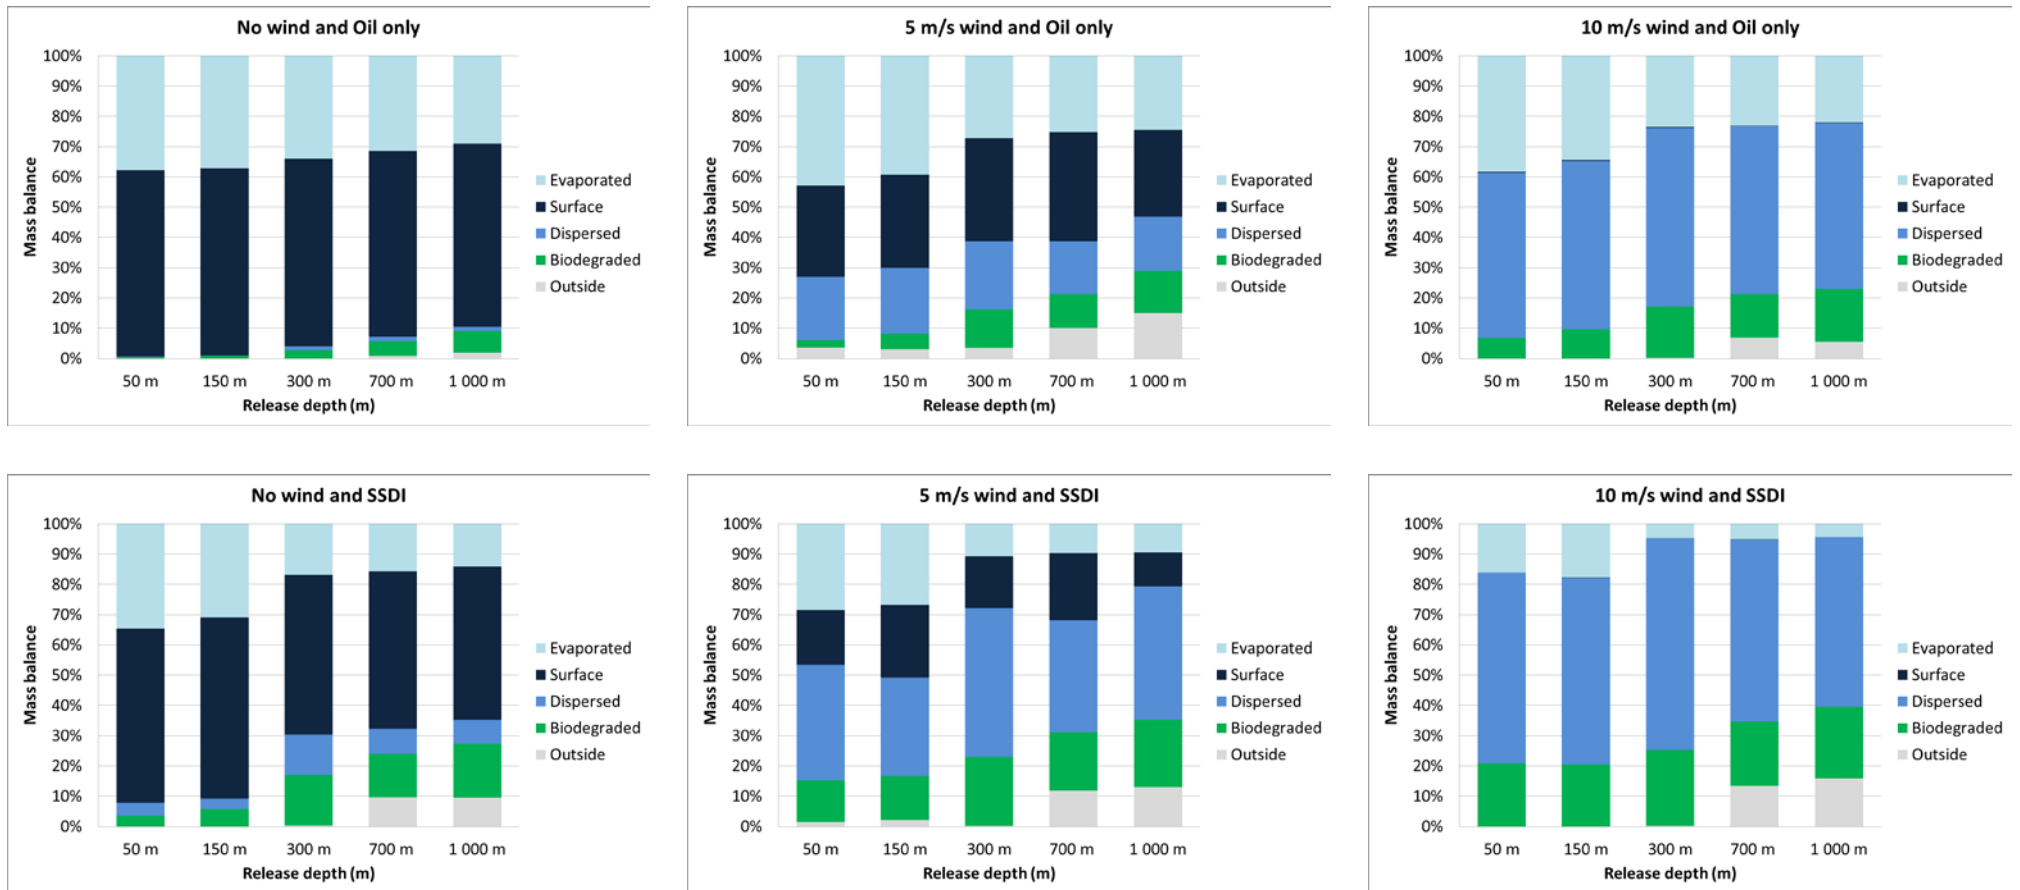 No wind and Oil only
100%
90%
80%
70%
60%
50%
40%
30%
20%
10%
0%
Mass balance
50 m 150 m 300 m 700 m 1 000 m
Release depth (m)
Evaporated
Surface
Dispersed
Biodegraded
Outside
5 m/s wind and Oil only
100%
90%
80%
70%
60%
50%
40%
30%
20%
10%
0%
Mass balance
50 m 150 m 300 m 700 m 1 000 m
Release depth (m)
Evaporated
Surface
Dispersed
Biodegraded
Outside
10 m/s wind and Oil only
100%
90%
80%
70%
60%
50%
40%
30%
20%
10%
0%
Mass balance
50 m 150 m 300 m 700 m 1 000 m
Release depth (m)
Evaporated
Surface
Dispersed
Biodegraded
Outside
No wind and SSDI
100%
90%
80%
70%
60%
50%
40%
30%
20%
10%
0%
Mass balance
50 m 150 m 300 m 700 m 1 000 m
Release depth (m)
Evaporated
Surface
Dispersed
Biodegraded
Outside
5 m/s wind and SSDI
100%
90%
80%
70%
60%
50%
40%
30%
20%
10%
0%
Mass balance
50 m 150 m 300 m 700 m 1 000 m
Release depth (m)
Evaporated
Surface
Dispersed
Biodegraded
Outside
10 m/s wind and SSDI
100%
90%
80%
70%
60%
50%
40%
30%
20%
10%
0%
Mass balance
50 m 150 m 300 m 700 m 1 000 m
Release depth (m)
Evaporated
Surface
Dispersed
Biodegraded
Outside